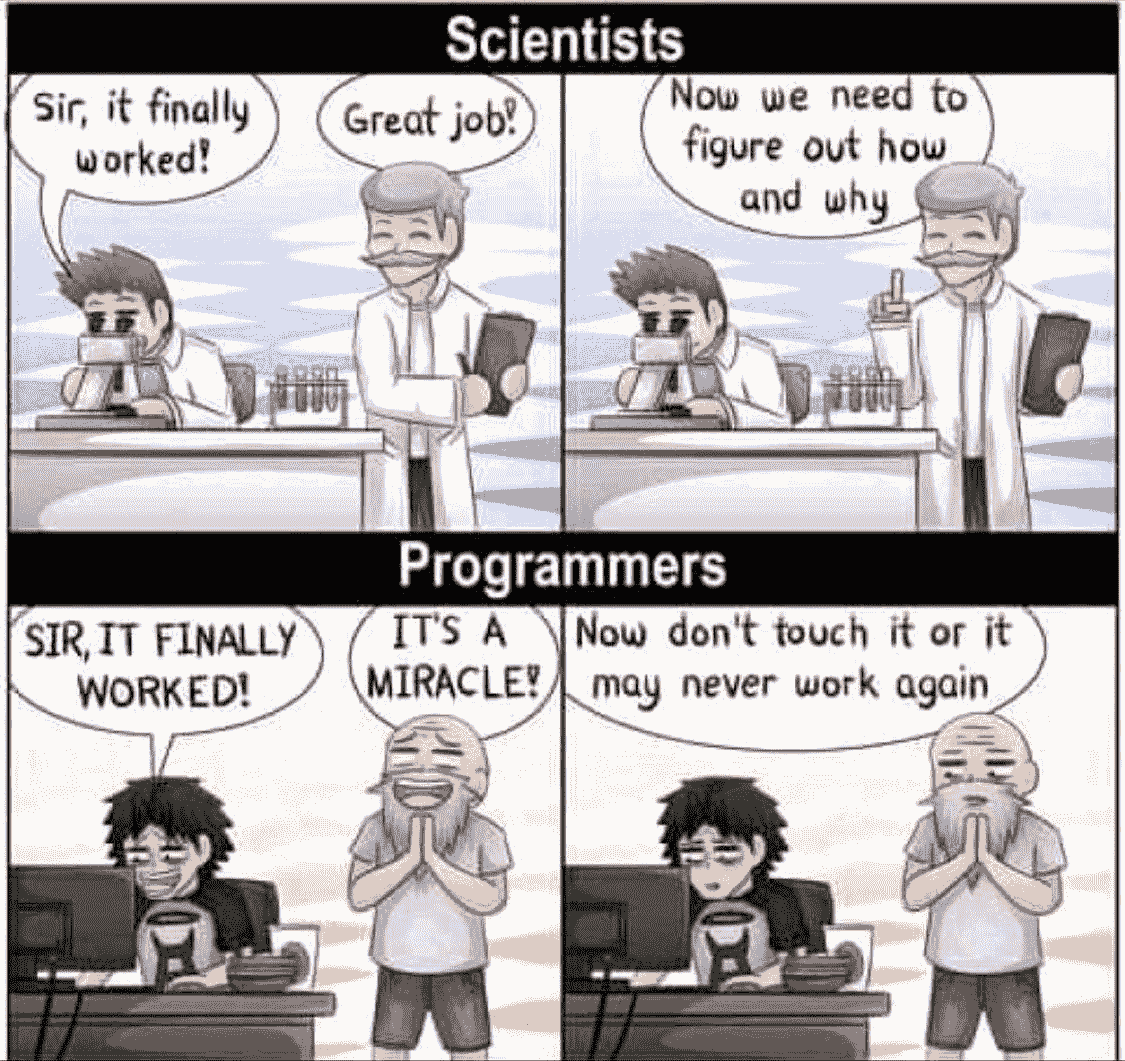 Scientists
Sir, it finally
worked!
Great job!
Now we need to
figure out how
and why
Programmers
SIR, IT FINALLY
WORKED!
IT'S A
MIRACLE!
Now don't touch it or it
may never work again